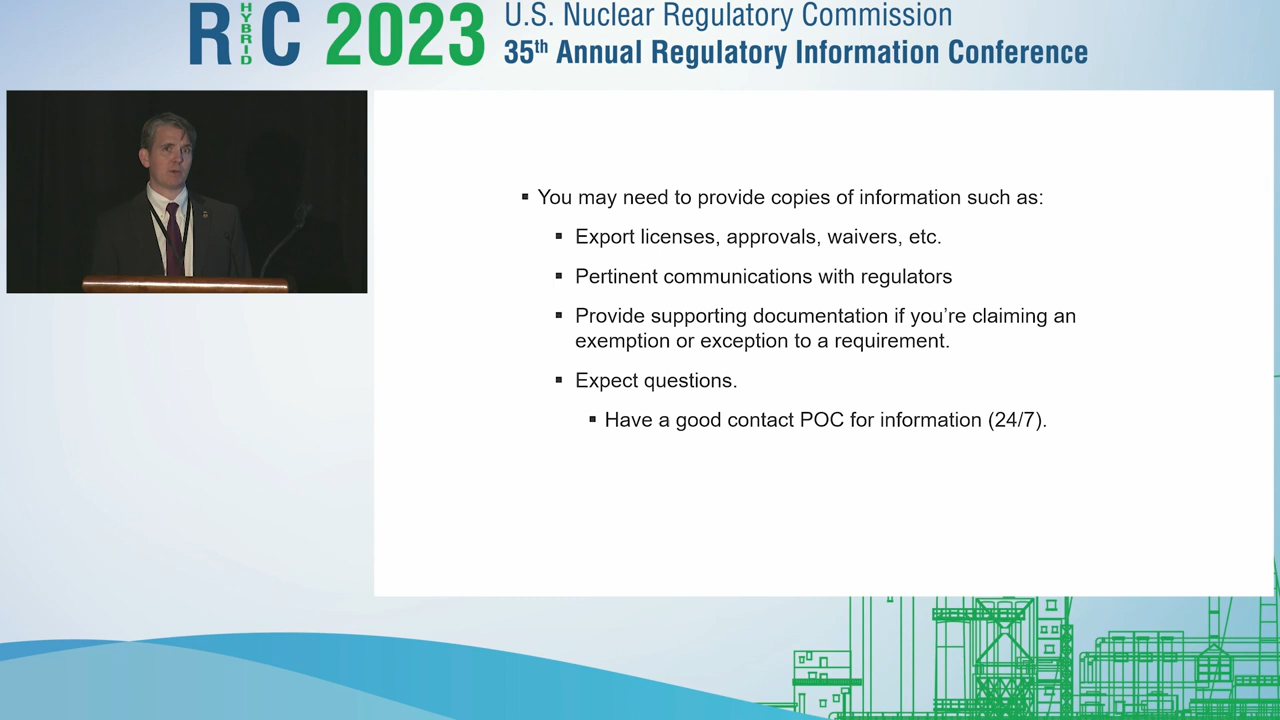 RIC 2023
HYBRID
U.S. Nuclear Regulatory Commission
35th Annual Regulatory Information Conference
▪ You may need to provide copies of information such as:
▪ Export licenses, approvals, waivers, etc.
▪ Pertinent communications with regulators
▪ Provide supporting documentation if you’re claiming an
exemption or exception to a requirement.
▪ Expect questions.
▪ Have a good contact POC for information (24/7).